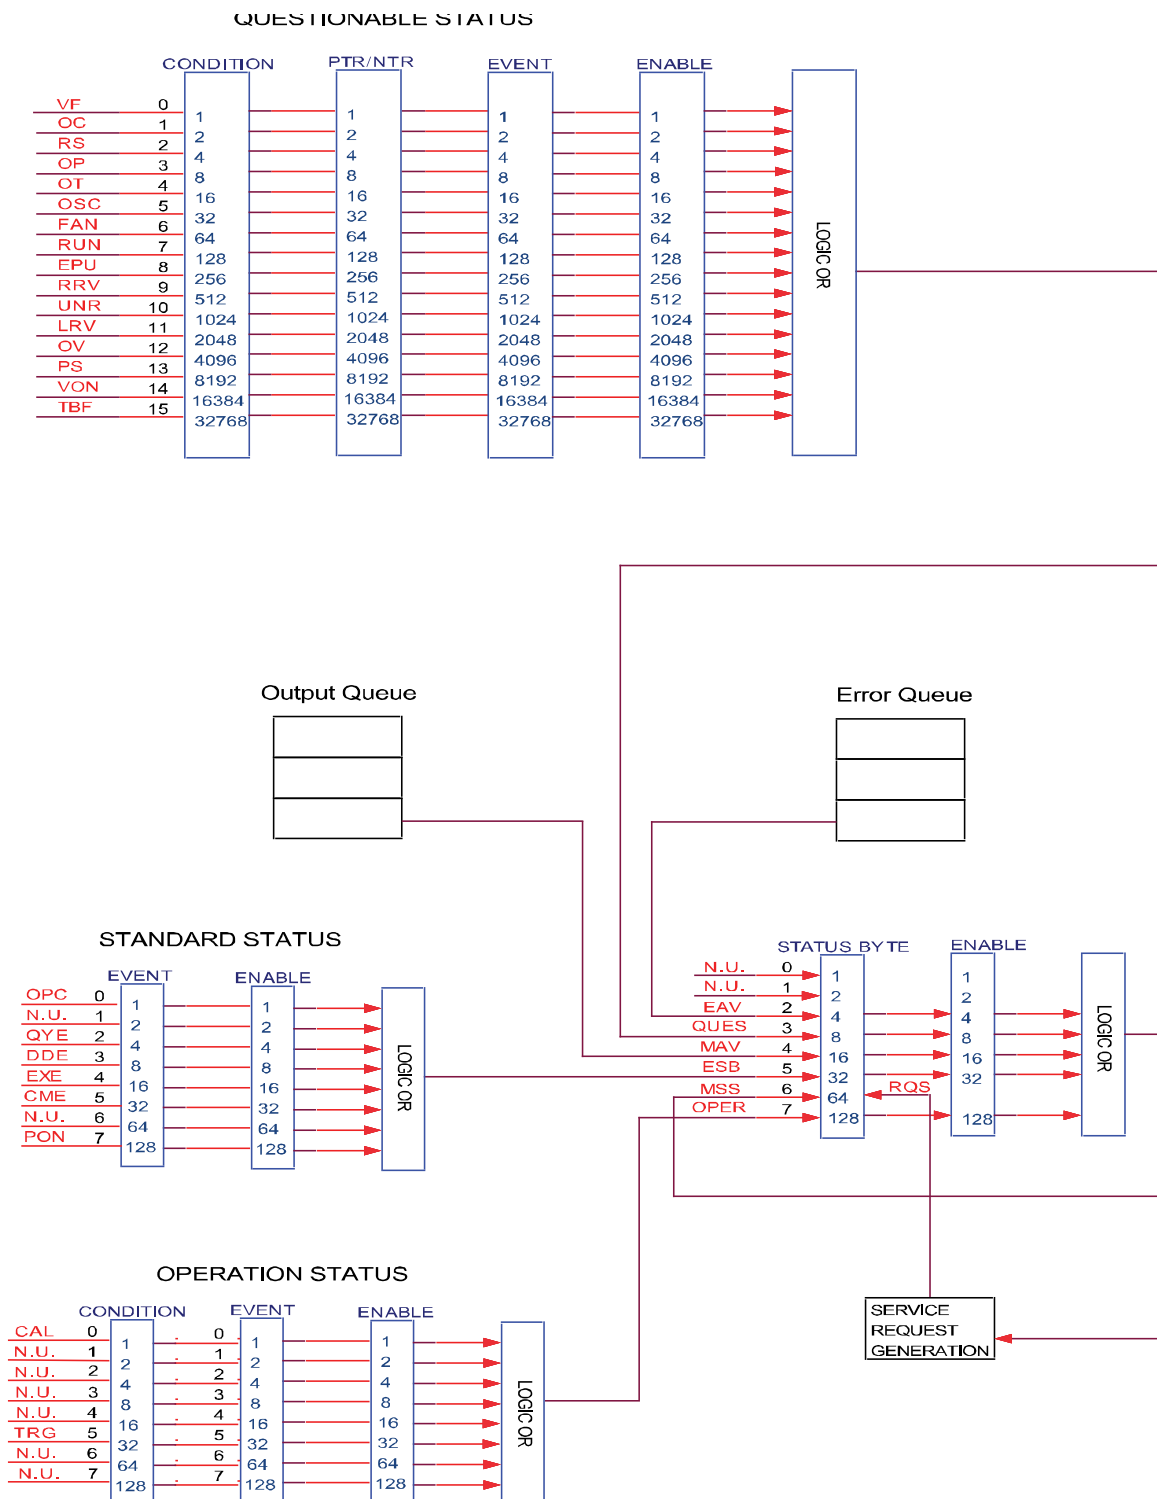 QUESTIONABLE STATUS
CONDITION PTR/NTR EVENT ENABLE
VF 0 1 1 1 1
OC 1 2 2 2 2
RS 2 4 4 4 4
OP 3 8 8 8 8
OT 4 16 16 16 16
OSC 5 32 32 32 32
FAN 6 64 64 64 64
RUN 7 128 128 128 128
EPU 8 256 256 256 256
RRV 9 512 512 512 512
UNR 10 1024 1024 1024 1024
LRV 11 2048 2048 2048 2048
OV 12 4096 4096 4096 4096
PS 13 8192 8192 8192 8192
VON 14 16384 16384 16384 16384
TBF 15 32768 32768 32768 32768
LOGIC OR
Output Queue
Error Queue
STANDARD STATUS
EVENT ENABLE
OPC 0 1 1
N.U. 1 2 2
QYE 2 4 4
DDE 3 8 8
EXE 4 16 16
CME 5 32 32
N.U. 6 64 64
PON 7 128 128
LOGIC OR
STATUS BYTE ENABLE
N.U. 0 1 1
N.U. 1 2 2
EAV 2 4 4
QUES 3 8 8
MAV 4 16 16
ESB 5 32 32
MSS 6 64 RQS
OPER 7 128 128
LOGIC OR
OPERATION STATUS
CONDITION EVENT ENABLE
CAL 0 1 0 1 1
N.U. 1 2 1 2 2
N.U. 2 4 2 4 4
N.U. 3 8 3 8 8
N.U. 4 16 4 16 16
TRG 5 32 5 32 32
N.U. 6 64 6 64 64
N.U. 7 128 7 128 128
LOGIC OR
SERVICE
REQUEST
GENERATION